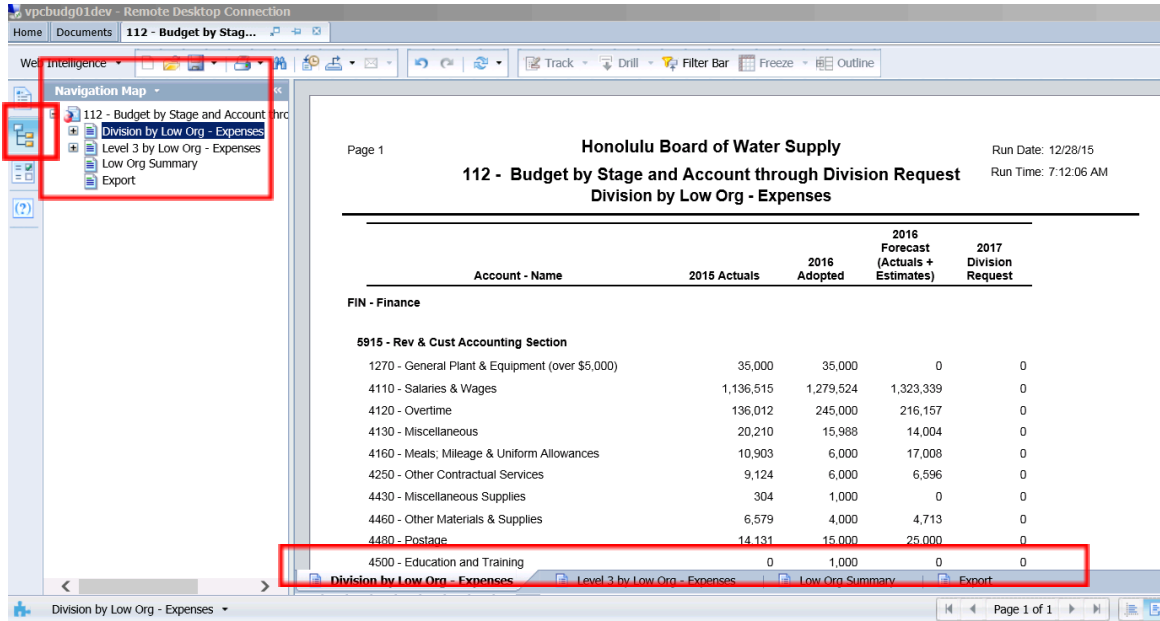 vpcbudg01dev - Remote Desktop Connection
Home Documents 112 - Budget by Stag...
Web Intelligence Track Drill Filter Bar Freeze Outline
Navigation Map «
112 - Budget by Stage and Account thro
Division by Low Org - Expenses
Level 3 by Low Org - Expenses
Low Org Summary
Export
Page 1 Honolulu Board of Water Supply Run Date: 12/28/15
112 - Budget by Stage and Account through Division Request Run Time: 7:12:06 AM
Division by Low Org - Expenses
Account - Name 2015 Actuals 2016 Adopted 2016 Forecast (Actuals + Estimates) 2017 Division Request
FIN - Finance
5915 - Rev & Cust Accounting Section
1270 - General Plant & Equipment (over $5,000) 35,000 35,000 0 0
4110 - Salaries & Wages 1,136,515 1,279,524 1,323,339 0
4120 - Overtime 136,012 245,000 216,157 0
4130 - Miscellaneous 20,210 15,988 14,004 0
4160 - Meals; Mileage & Uniform Allowances 10,903 6,000 17,008 0
4250 - Other Contractual Services 9,124 6,000 6,596 0
4430 - Miscellaneous Supplies 304 1,000 0 0
4460 - Other Materials & Supplies 6,579 4,000 4,713 0
4480 - Postage 14,131 15,000 25,000 0
4500 - Education and Training 0 1,000 0 0
Division by Low Org - Expenses Level 3 by Low Org - Expenses Low Org Summary Export
Division by Low Org - Expenses Page 1 of 1